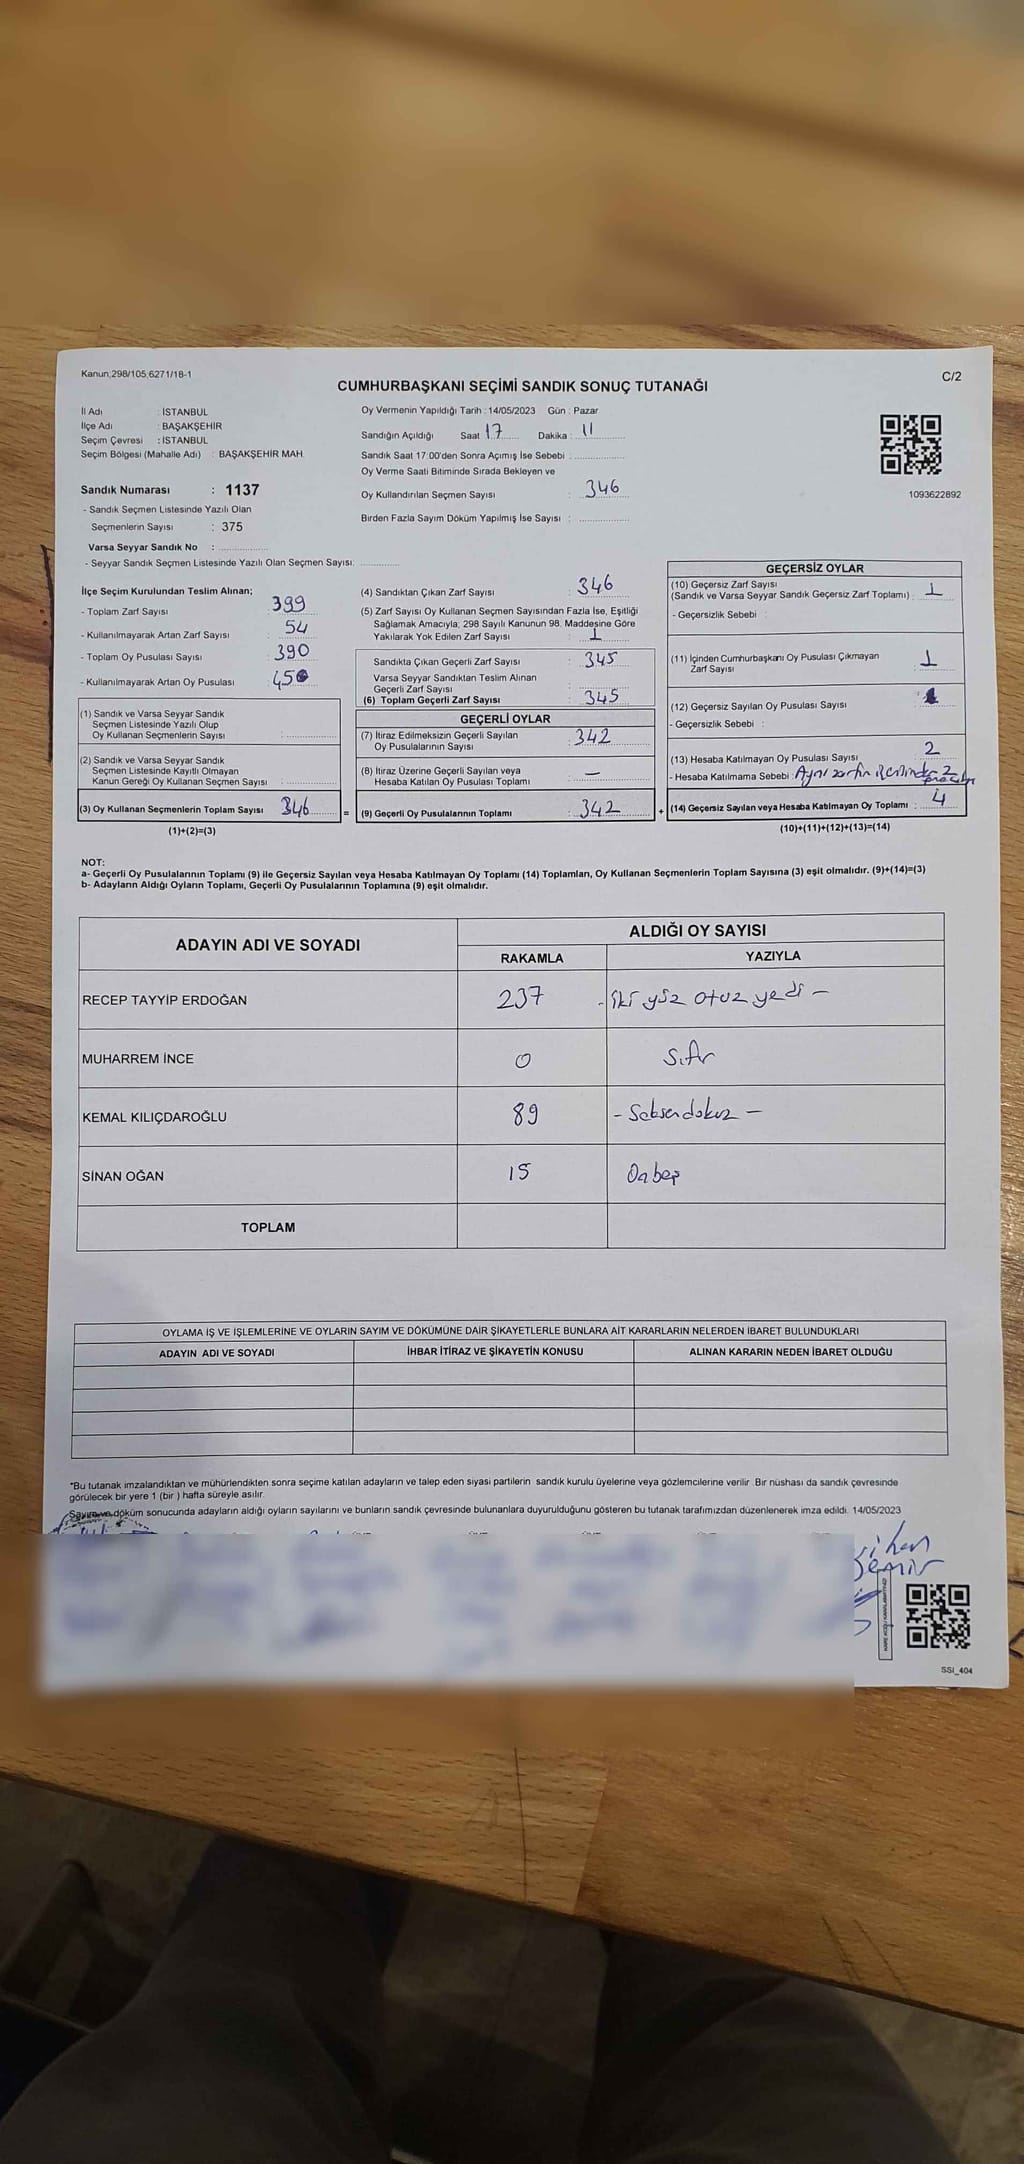 Kanun;298/105;6271/18-1
C/2
CUMHURBAŞKANI SEÇİMİ SANDIK SONUÇ TUTANAĞI
İl Adı : İSTANBUL
İlçe Adı : BAŞAKŞEHİR
Seçim Çevresi : İSTANBUL
Seçim Bölgesi (Mahalle Adı) : BAŞAKŞEHİR MAH.
Sandık Numarası : 1137
- Sandık Seçmen Listesinde Yazılı Olan
Seçmenlerin Sayısı : 375
Varsa Seyyar Sandık No :
- Seyyar Sandık Seçmen Listesinde Yazılı Olan Seçmen Sayısı:
Oy Vermenin Yapıldığı Tarih : 14/05/2023 Gün : Pazar
Sandığın Açıldığı Saat 17 Dakika : 11
Sandık Saat 17:00'den Sonra Açımış İse Sebebi :
Oy Verme Saati Bitiminde Sırada Bekleyen ve
Oy Kullandırılan Seçmen Sayısı : 346
Birden Fazla Sayım Döküm Yapılmış İse Sayısı :
1093622892
İlçe Seçim Kurulundan Teslim Alınan;
- Toplam Zarf Sayısı : 399
- Kullanılmayarak Artan Zarf Sayısı : 54
- Toplam Oy Pusulası Sayısı : 390
- Kullanılmayarak Artan Oy Pusulası : 45
(1) Sandık ve Varsa Seyyar Sandık
Seçmen Listesinde Yazılı Olup
Oy Kullanan Seçmenlerin Sayısı :
(2) Sandık ve Varsa Seyyar Sandık
Seçmen Listesinde Kayıtlı Olmayan
Kanun Gereği Oy Kullanan Seçmen Sayısı :
(3) Oy Kullanan Seçmenlerin Toplam Sayısı : 346
(1)+(2)=(3)
=
(4) Sandıktan Çıkan Zarf Sayısı : 346
(5) Zarf Sayısı Oy Kullanan Seçmen Sayısından Fazla İse, Eşitliği
Sağlamak Amacıyla; 298 Sayılı Kanunun 98. Maddesine Göre
Yakılarak Yok Edilen Zarf Sayısı : 1
Sandıkta Çıkan Geçerli Zarf Sayısı : 345
Varsa Seyyar Sandıktan Teslim Alınan
Geçerli Zarf Sayısı :
(6) Toplam Geçerli Zarf Sayısı : 345
GEÇERLİ OYLAR
(7) İtiraz Edilmeksizin Geçerli Sayılan
Oy Pusulalarının Sayısı : 342
(8) İtiraz Üzerine Geçerli Sayılan veya
Hesaba Katılan Oy Pusulası Toplamı : —
(9) Geçerli Oy Pusulalarının Toplamı : 342
+
GEÇERSİZ OYLAR
(10) Geçersiz Zarf Sayısı
(Sandık ve Varsa Seyyar Sandık Geçersiz Zarf Toplamı) : 1
- Geçersizlik Sebebi :
(11) İçinden Cumhurbaşkanı Oy Pusulası Çıkmayan
Zarf Sayısı : 1
(12) Geçersiz Sayılan Oy Pusulası Sayısı :
- Geçersizlik Sebebi :
(13) Hesaba Katılmayan Oy Pusulası Sayısı : 2
- Hesaba Katılmama Sebebi : Aynı zarfın içerisinde 2
(14) Geçersiz Sayılan veya Hesaba Katılmayan Oy Toplamı : 4
(10)+(11)+(12)+(13)=(14)
NOT:
a- Geçerli Oy Pusulalarının Toplamı (9) ile Geçersiz Sayılan veya Hesaba Katılmayan Oy Toplamı (14) Toplamları, Oy Kullanan Seçmenlerin Toplam Sayısına (3) eşit olmalıdır. (9)+(14)=(3)
b- Adayların Aldığı Oyların Toplamı, Geçerli Oy Pusulalarının Toplamına (9) eşit olmalıdır.
ADAYIN ADI VE SOYADI
ALDIĞI OY SAYISI
RAKAMLA YAZIYLA
RECEP TAYYİP ERDOĞAN 237 - iki yüz otuz yedi -
MUHARREM İNCE 0 Sıfır
KEMAL KILIÇDAROĞLU 89 - Seksendokuz -
SİNAN OĞAN 15 Onbeş
TOPLAM
OYLAMA İŞ VE İŞLEMLERİNE VE OYLARIN SAYIM VE DÖKÜMÜNE DAİR ŞİKAYETLERLE BUNLARA AİT KARARLARIN NELERDEN İBARET BULUNDUKLARI
ADAYIN ADI VE SOYADI İHBAR İTİRAZ VE ŞİKAYETİN KONUSU ALINAN KARARIN NEDEN İBARET OLDUĞU
"Bu tutanak imzalandıktan ve mühürlendikten sonra seçime katılan adayların ve talep eden siyasi partilerin sandık kurulu üyelerine veya gözlemcilerine verilir. Bir nüshası da sandık çevresinde
görülecek bir yere 1 (bir ) hafta süreyle asılır.
Sayım ve döküm sonucunda adayların aldığı oyların sayılarını ve bunların sandık çevresinde bulunanlara duyurulduğunu gösteren bu tutanak tarafımızdan düzenlenerek imza edildi. 14/05/2023
SSI_404